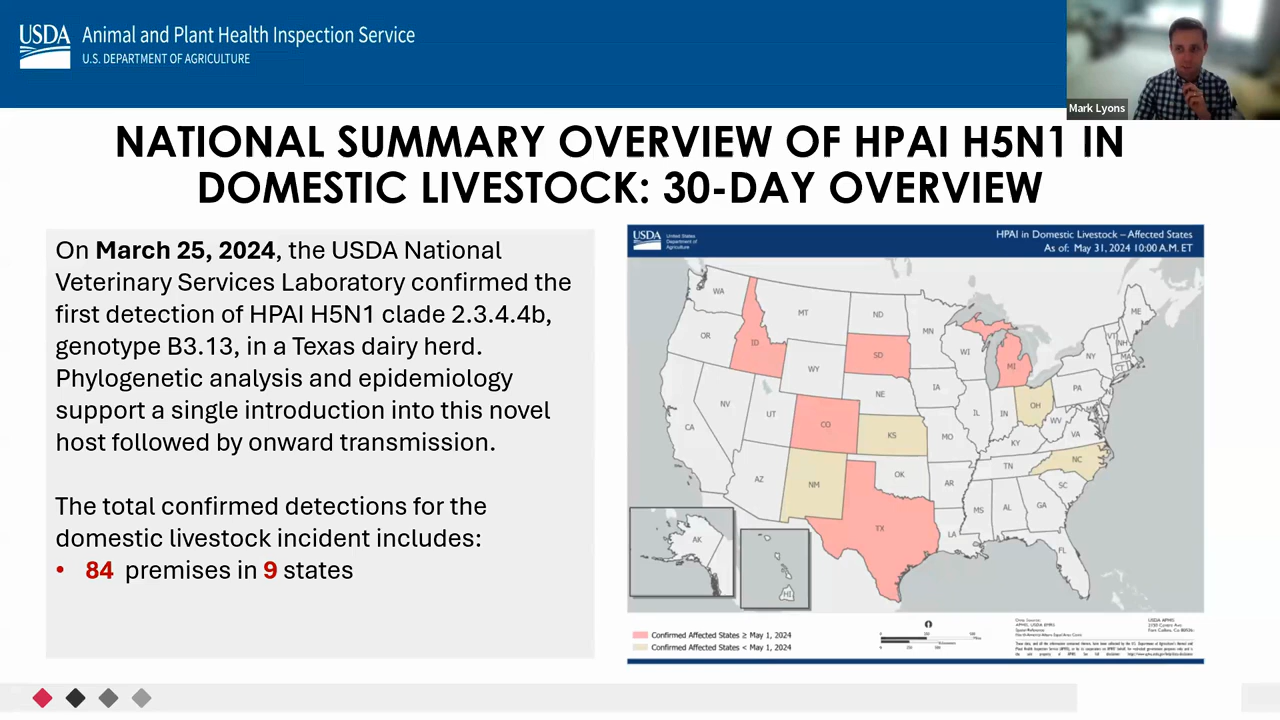 USDA
Animal and Plant Health Inspection Service
U.S. DEPARTMENT OF AGRICULTURE
Mark Lyons
NATIONAL SUMMARY OVERVIEW OF HPAI H5N1 IN
DOMESTIC LIVESTOCK: 30-DAY OVERVIEW
On March 25, 2024, the USDA National
Veterinary Services Laboratory confirmed the
first detection of HPAI H5N1 clade 2.3.4.4b,
genotype B3.13, in a Texas dairy herd.
Phylogenetic analysis and epidemiology
support a single introduction into this novel
host followed by onward transmission.
The total confirmed detections for the
domestic livestock incident includes:
• 84 premises in 9 states
USDA
United States
Department of
Agriculture
HPAI in Domestic Livestock – Affected States
As of: May 31, 2024 10:00 A.M. ET
WA
MT
ND
MN
ME
OR
ID
SD
WI
MI
VT
NH
NY
MA
CT
WY
IA
PA
NJ
NV
UT
NE
IL
IN
OH
WV
VA
CA
CO
KS
MO
KY
NC
AZ
NM
OK
AR
TN
SC
TX
LA
MS
AL
GA
FL
AK
HI
Confirmed Affected States ≥ May 1, 2024
Confirmed Affected States < May 1, 2024